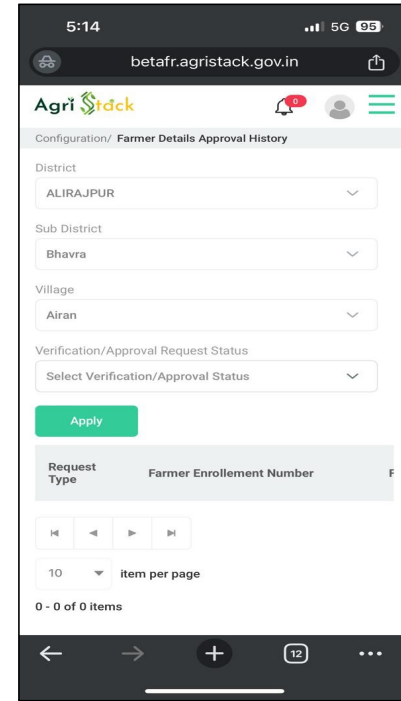 5:14 5G 95
betafr.agristack.gov.in
Agri Stack 0
Configuration/ Farmer Details Approval History
District
ALIRAJPUR
Sub District
Bhavra
Village
Airan
Verification/Approval Request Status
Select Verification/Approval Status
Apply
Request Type Farmer Enrollement Number F
10 item per page
0 - 0 of 0 items
12